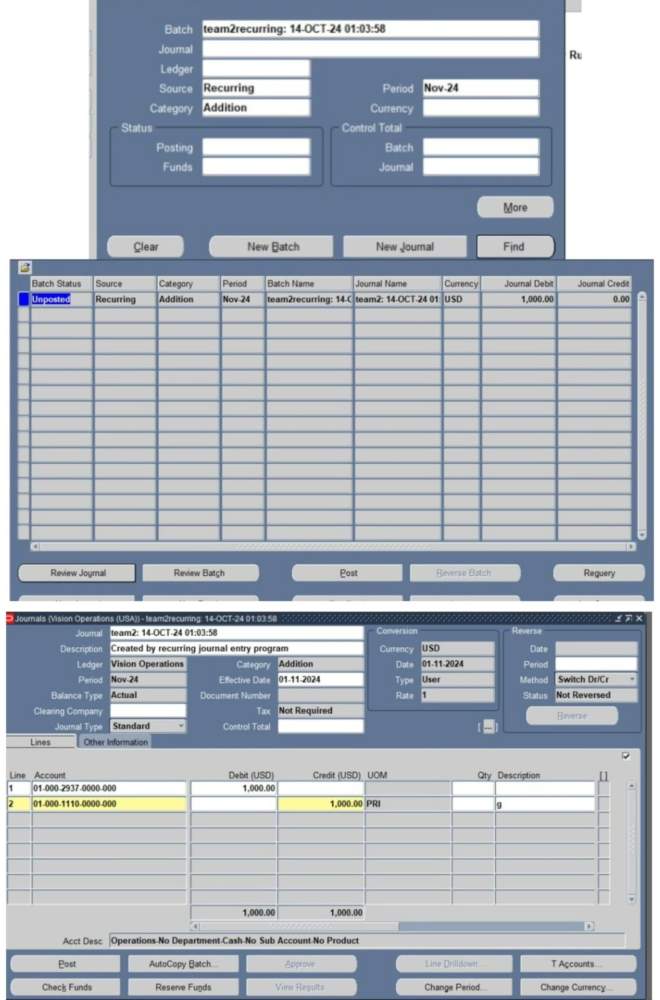 Batch team2recurring: 14-OCT-24 01:03:58
Journal
Ru
Ledger
Source Recurring Period Nov-24
Category Addition Currency
Status Control Total
Posting Batch
Funds Journal
More
Clear New Batch New Journal Find
Batch Status Source Category Period Batch Name Journal Name Currency Journal Debit Journal Credit
Unposted Recurring Addition Nov-24 team2recurring: 14-C team2: 14-OCT-24 01: USD 1,000.00 0.00
Review Journal Review Batch Post Reverse Batch Requery
Journals (Vision Operations (USA)) - team2recurring: 14-OCT-24 01:03:58
Journal team2: 14-OCT-24 01:03:58 Conversion Reverse
Description Created by recurring journal entry program Currency USD Date
Ledger Vision Operations Category Addition Date 01-11-2024 Period
Period Nov-24 Effective Date 01-11-2024 Type User Method Switch Dr/Cr
Balance Type Actual Document Number Rate 1 Status Not Reversed
Clearing Company Tax Not Required Reverse
Journal Type Standard Control Total [ ... ]
Lines Other Information
Line Account Debit (USD) Credit (USD) UOM Qty Description [ ]
1 01-000-2937-0000-000 1,000.00
2 01-000-1110-0000-000 1,000.00 PRI g
1,000.00 1,000.00
Acct Desc Operations-No Department-Cash-No Sub Account-No Product
Post AutoCopy Batch... Approve Line Drilldown... T Accounts...
Check Funds Reserve Funds View Results Change Period... Change Currency...